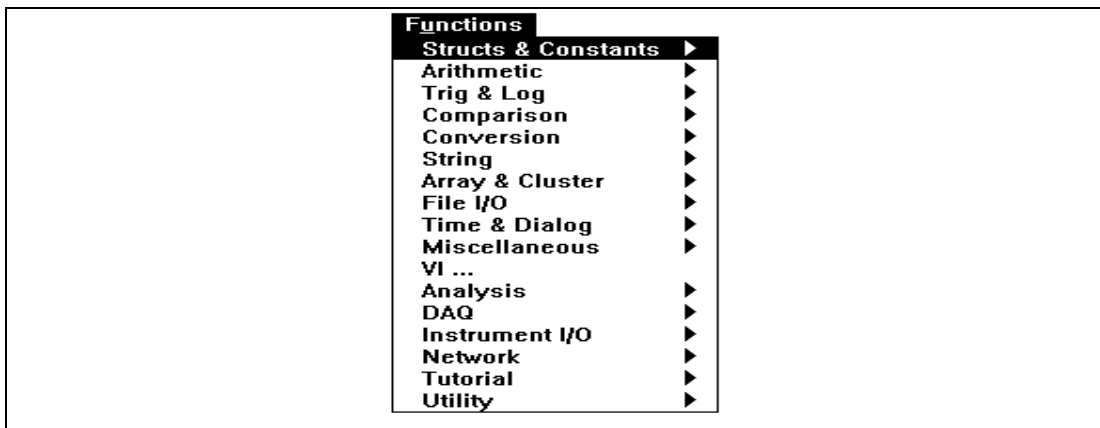 Functions
Structs & Constants
Arithmetic
Trig & Log
Comparison
Conversion
String
Array & Cluster
File I/O
Time & Dialog
Miscellaneous
VI ...
Analysis
DAQ
Instrument I/O
Network
Tutorial
Utility